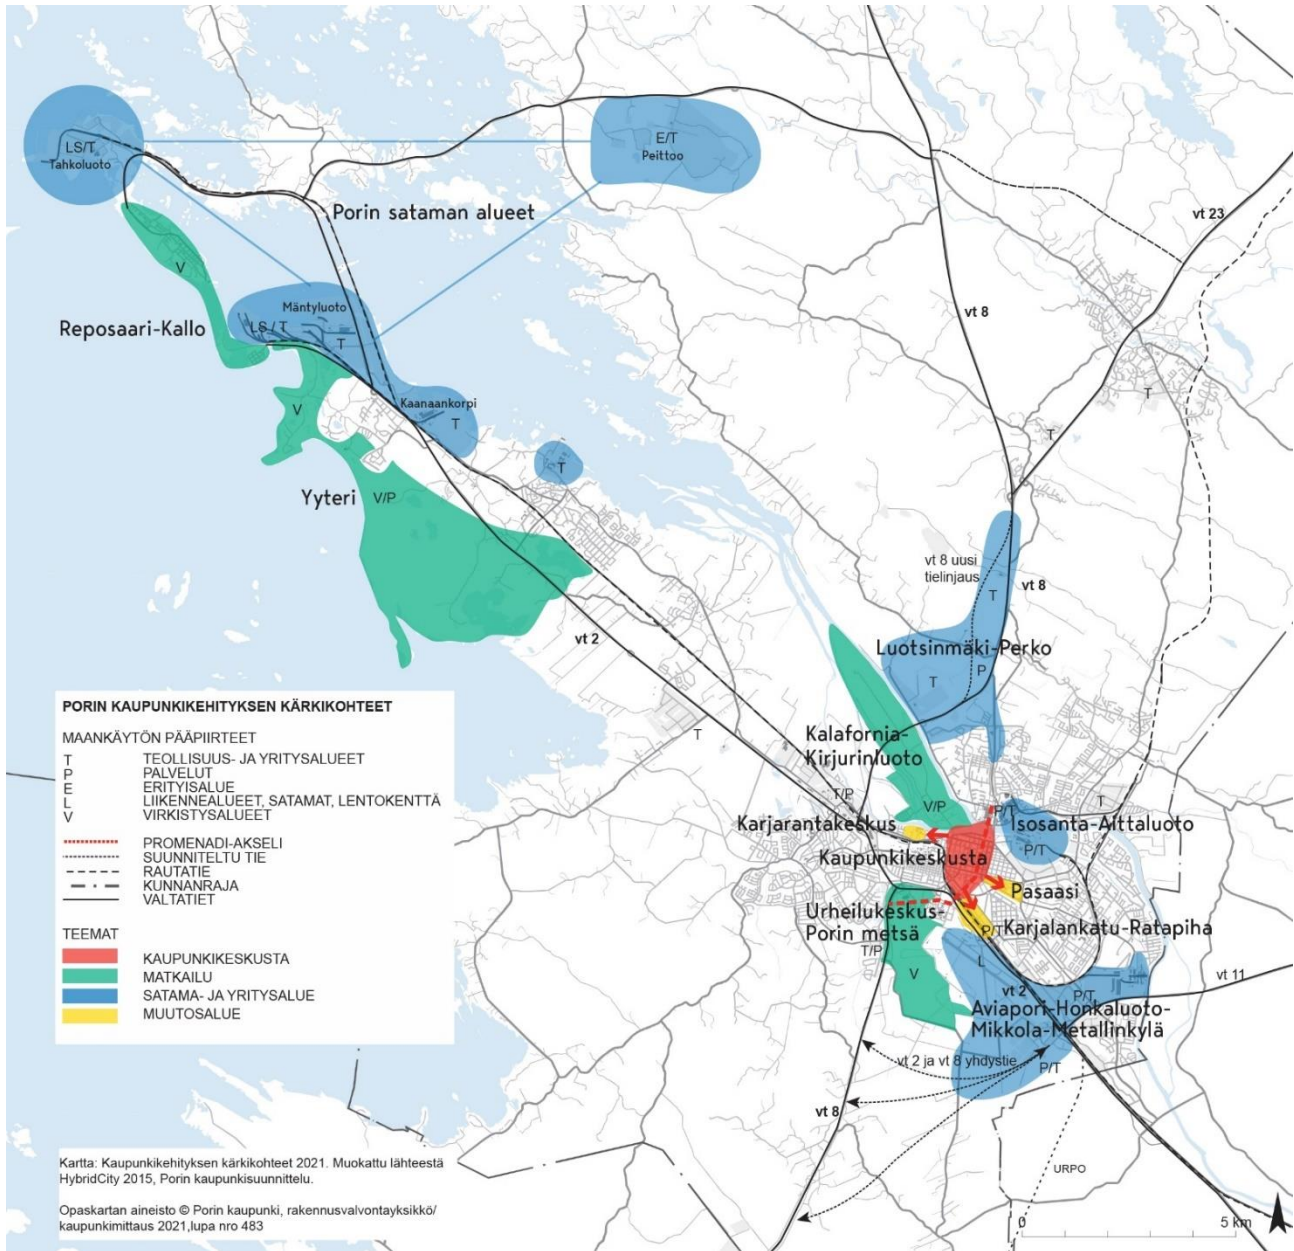 LS/T
Tahkoluoto
E/T
Peittoo
Porin sataman alueet
vt 23
V
Mäntyluoto
LS / T
T
Reposaari-Kallo
vt 8
T
Kaanaankorpi
T
V
T
T
Yyteri
V/P
vt 8 uusi
tielinjaus
T
vt 8
vt 2
Luotsinmäki-Perko
P
T
PORIN KAUPUNKIKEHITYKSEN KÄRKIKOHTEET
MAANKÄYTÖN PÄÄPIIRTEET
T TEOLLISUUS- JA YRITYSALUEET
P PALVELUT
E ERITYISALUE
L LIIKENNEALUEET, SATAMAT, LENTOKENTTÄ
V VIRKISTYSALUEET
PROMENADI-AKSELI
SUUNNITELTU TIE
RAUTATIE
KUNNANRAJA
VALTATIET
TEEMAT
KAUPUNKIKESKUSTA
MATKAILU
SATAMA- JA YRITYSALUE
MUUTOSALUE
T
Kalafornia-
Kirjurinluoto
T/P
V/P
P/T
T
Karjarantakeskus
Isosanta-Aittaluoto
P/T
Kaupunkikeskusta
Pasaasi
Urheilukeskus-
Porin metsä
P/T
Karjalankatu-Ratapiha
T/P
V
L
vt 2
P/T
vt 11
Aviapori-Honkaluoto-
Mikkola-Metallinkylä
vt 2 ja vt 8 yhdystie
P/T
vt 8
URPO
Kartta: Kaupunkikehityksen kärkikohteet 2021. Muokattu lähteestä
HybridCity 2015, Porin kaupunkisuunnittelu.
Opaskartan aineisto © Porin kaupunki, rakennusvalvontayksikkö/
kaupunkimittaus 2021,lupa nro 483
0 5 km